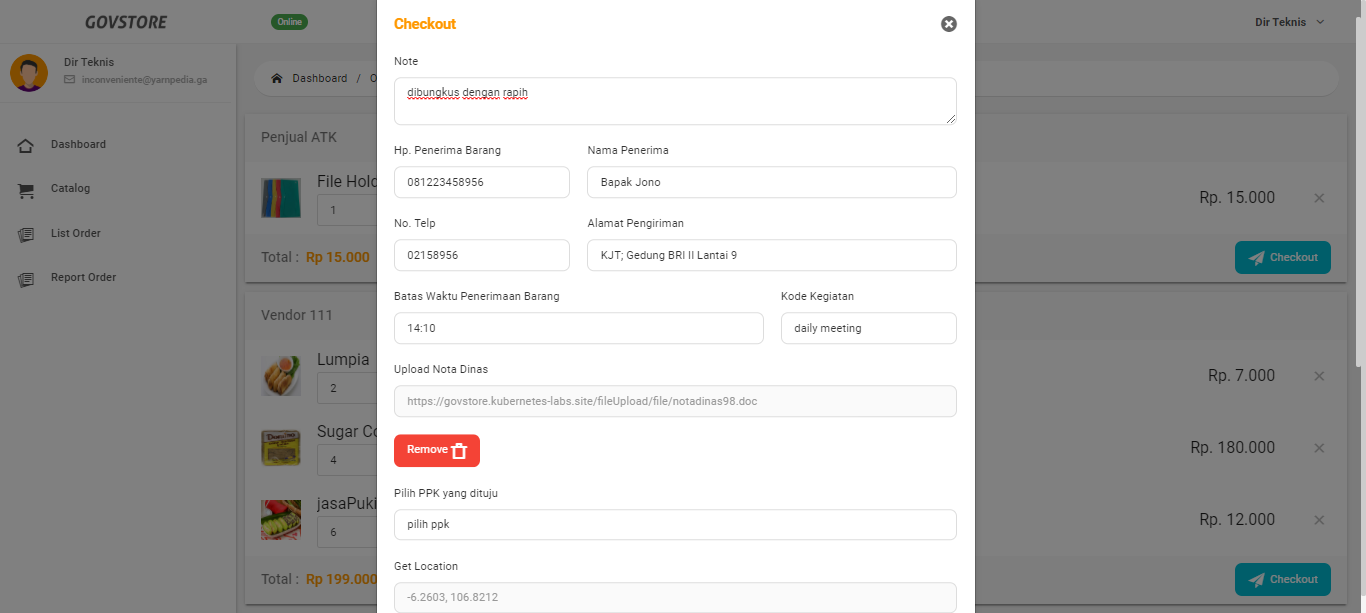 GOVSTORE
Online
Dir Teknis
Dir Teknis
inconveniente@yarnpedia.ga
Dashboard
Catalog
List Order
Report Order
Dashboard / O
Penjual ATK
File Hold
1
Rp. 15.000
Total : Rp 15.000
Checkout
Vendor 111
Lumpia
2
Rp. 7.000
Sugar Co
4
Rp. 180.000
jasaPuki
6
Rp. 12.000
Total : Rp 199.000
Checkout
Checkout
Note
dibungkus dengan rapih
Hp. Penerima Barang
Nama Penerima
081223458956
Bapak Jono
No. Telp
Alamat Pengiriman
02158956
KJT; Gedung BRI II Lantai 9
Batas Waktu Penerimaan Barang
Kode Kegiatan
14:10
daily meeting
Upload Nota Dinas
https://govstore.kubernetes-labs.site/fileUpload/file/notadinas98.doc
Remove
Pilih PPK yang dituju
pilih ppk
Get Location
-6.2603, 106.8212